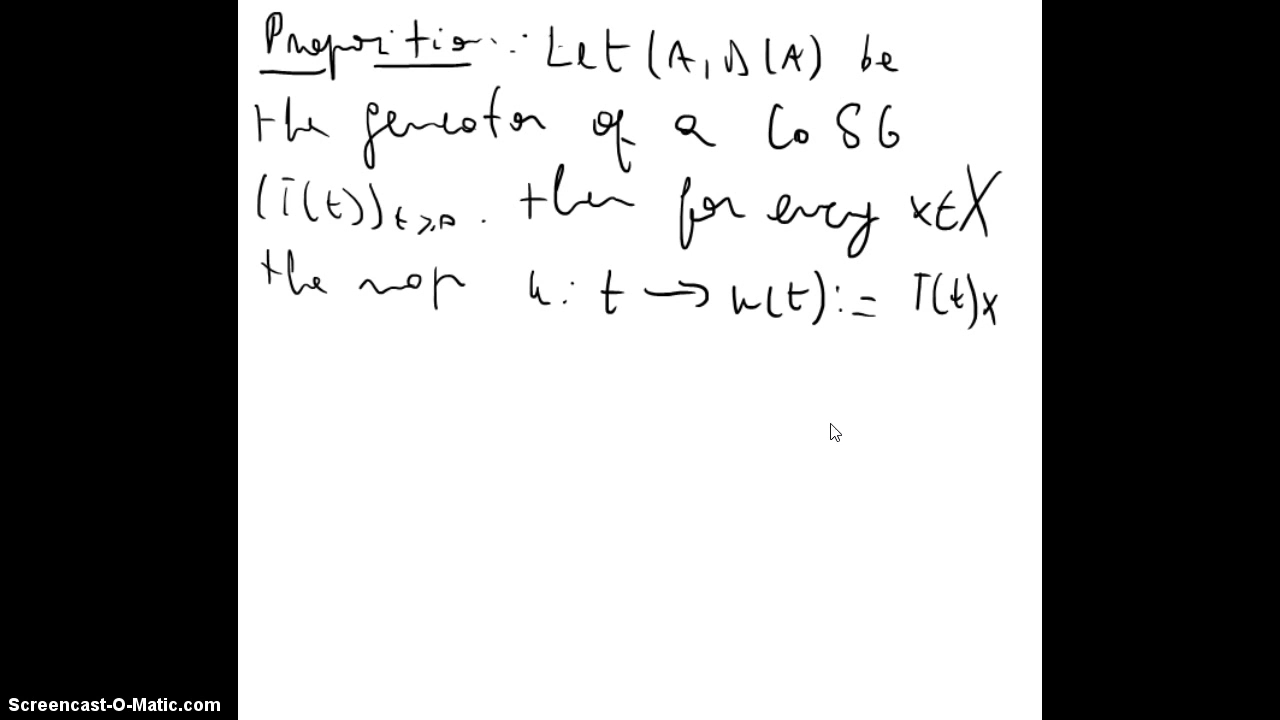 Proposition: Let (A, D(A) be
the generator of a C₀ SG
(T(t))ₜ≥₀. then for every x∈X
the map u: t → u(t) := T(t)x
Screencast-O-Matic.com